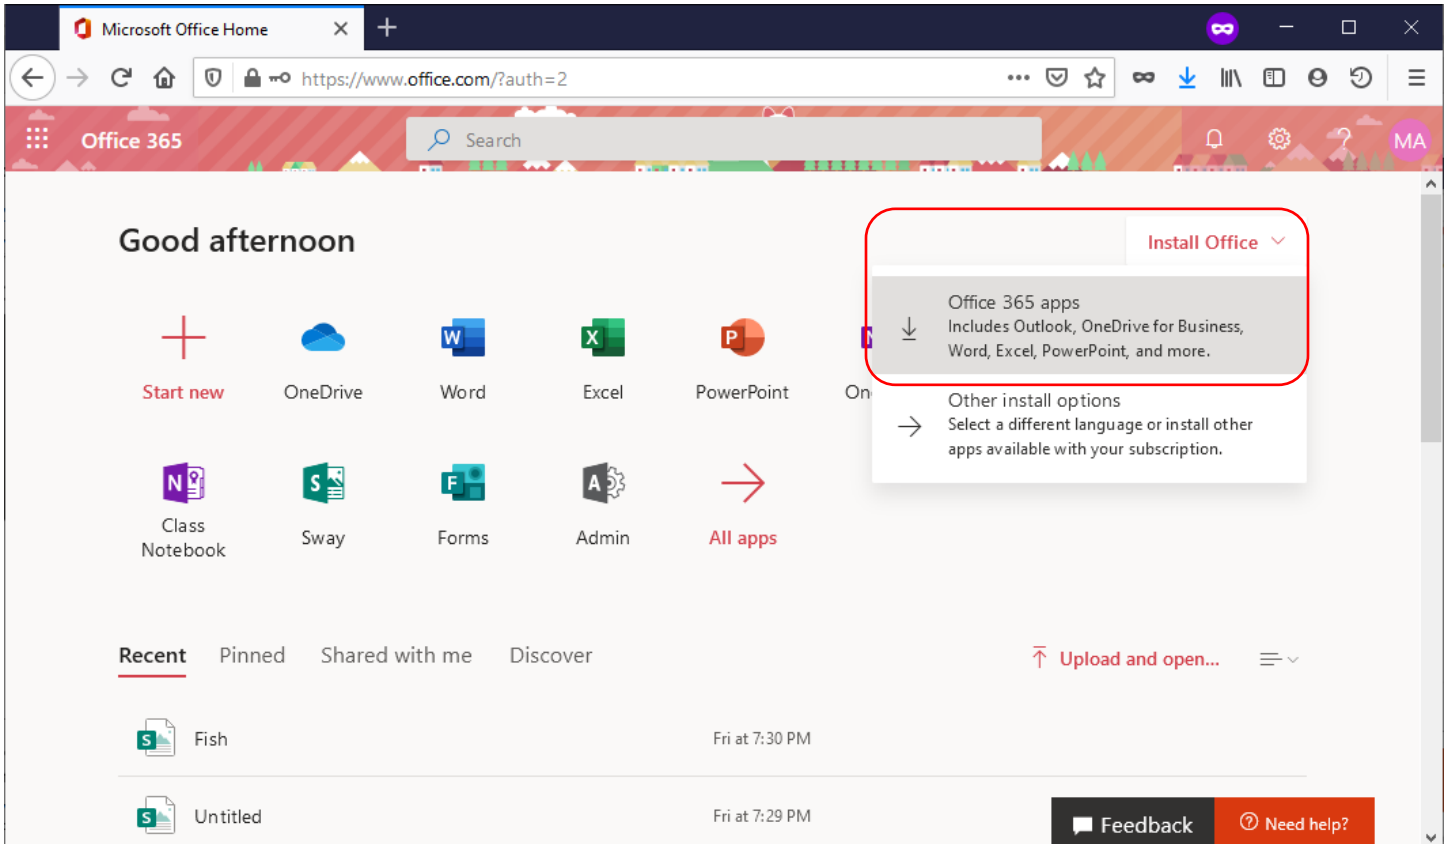 Microsoft Office Home
https://www.office.com/?auth=2
Office 365
Search
MA
Good afternoon
Install Office
Office 365 apps
Includes Outlook, OneDrive for Business,
Word, Excel, PowerPoint, and more.
Start new
OneDrive
Word
Excel
PowerPoint
On
Other install options
Select a different language or install other
apps available with your subscription.
Class
Notebook
Sway
Forms
Admin
All apps
Recent
Pinned
Shared with me
Discover
Upload and open...
Fish
Fri at 7:30 PM
Untitled
Fri at 7:29 PM
Feedback
Need help?